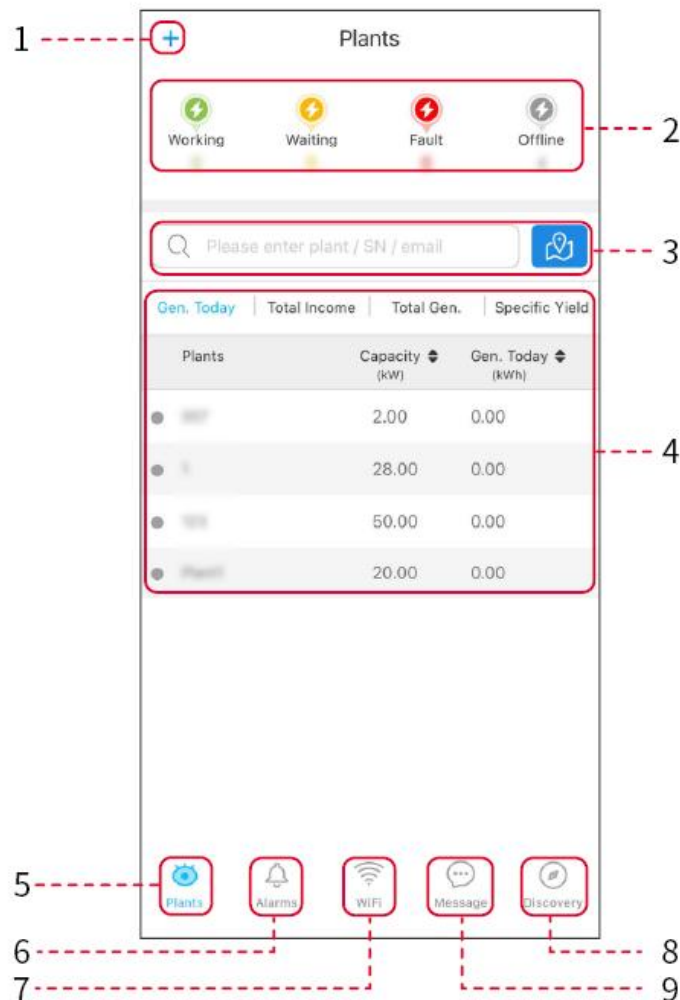 1
+
Plants
Working Waiting Fault Offline
2
Please enter plant / SN / email
3
Gen. Today Total Income Total Gen. Specific Yield
Plants Capacity Gen. Today
(kW) (kWh)
2.00 0.00
4
28.00 0.00
50.00 0.00
20.00 0.00
5
Plants Alarms WiFi Message Discovery
6 8
7 9